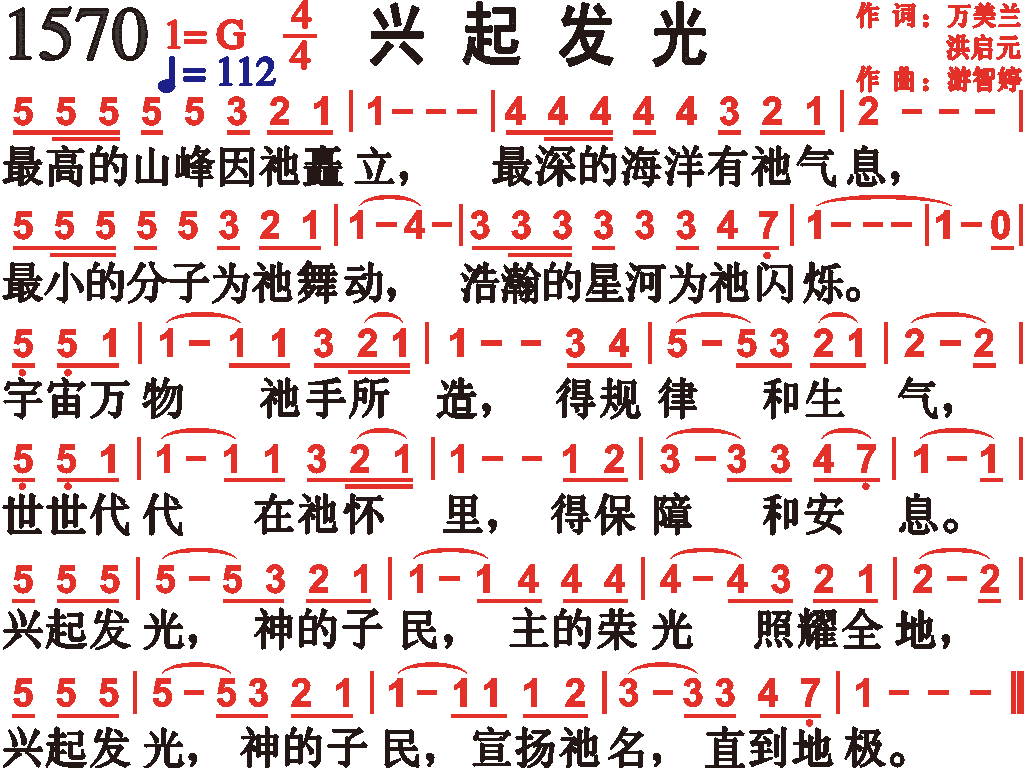 1570 1=G 4/4 兴起发光 作词：万美兰
♩=112 洪启元
作曲：游智婷
5 5 5 5 5 3 2 1 | 1 - - - | 4 4 4 4 4 3 2 1 | 2 - - - |
最高的山峰因祂矗立， 最深的海洋有祂气息，
5 5 5 5 5 3 2 1 | 1 - 4 - | 3 3 3 3 3 3 4 7 | 1 - - - | 1 - 0
最小的分子为祂舞动， 浩瀚的星河为祂闪烁。
5 5 1 | 1 - 1 1 3 2 1 | 1 - - 3 4 | 5 - 5 3 2 1 | 2 - 2
宇宙万物 祂手所造， 得规律 和生气，
5 5 1 | 1 - 1 1 3 2 1 | 1 - - 1 2 | 3 - 3 3 4 7 | 1 - 1
世世代代 在祂怀里， 得保障 和安息。
5 5 5 | 5 - 5 3 2 1 | 1 - 1 4 4 4 | 4 - 4 3 2 1 | 2 - 2
兴起发光， 神的子民， 主的荣光 照耀全地，
5 5 5 | 5 - 5 3 2 1 | 1 - 1 1 1 2 | 3 - 3 3 4 7 | 1 - - - ‖
兴起发光， 神的子民， 宣扬祂名， 直到地极。